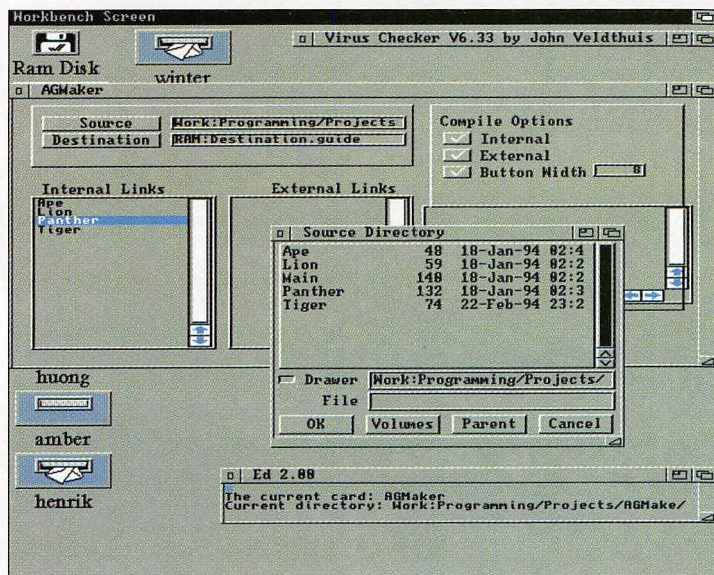 Workbench Screen
Virus Checker V6.33 by John Veldthuis
Ram Disk
winter
AGMaker
Source Work:Programming/Projects
Destination RAM:Destination.guide
Compile Options
Internal
External
Button Width 8
Internal Links
External Links
Ape
Lion
Panther
Tiger
Source Directory
Ape 48 18-Jan-94 02:4
Lion 59 18-Jan-94 02:2
Main 148 18-Jan-94 02:2
Panther 132 18-Jan-94 02:3
Tiger 74 22-Feb-94 23:2
Drawer Work:Programming/Projects/
File
OK Volumes Parent Cancel
huong
amber
henrik
Ed 2.00
The current card: AGMaker
Current directory: Work:Programming/Projects/AGMake/